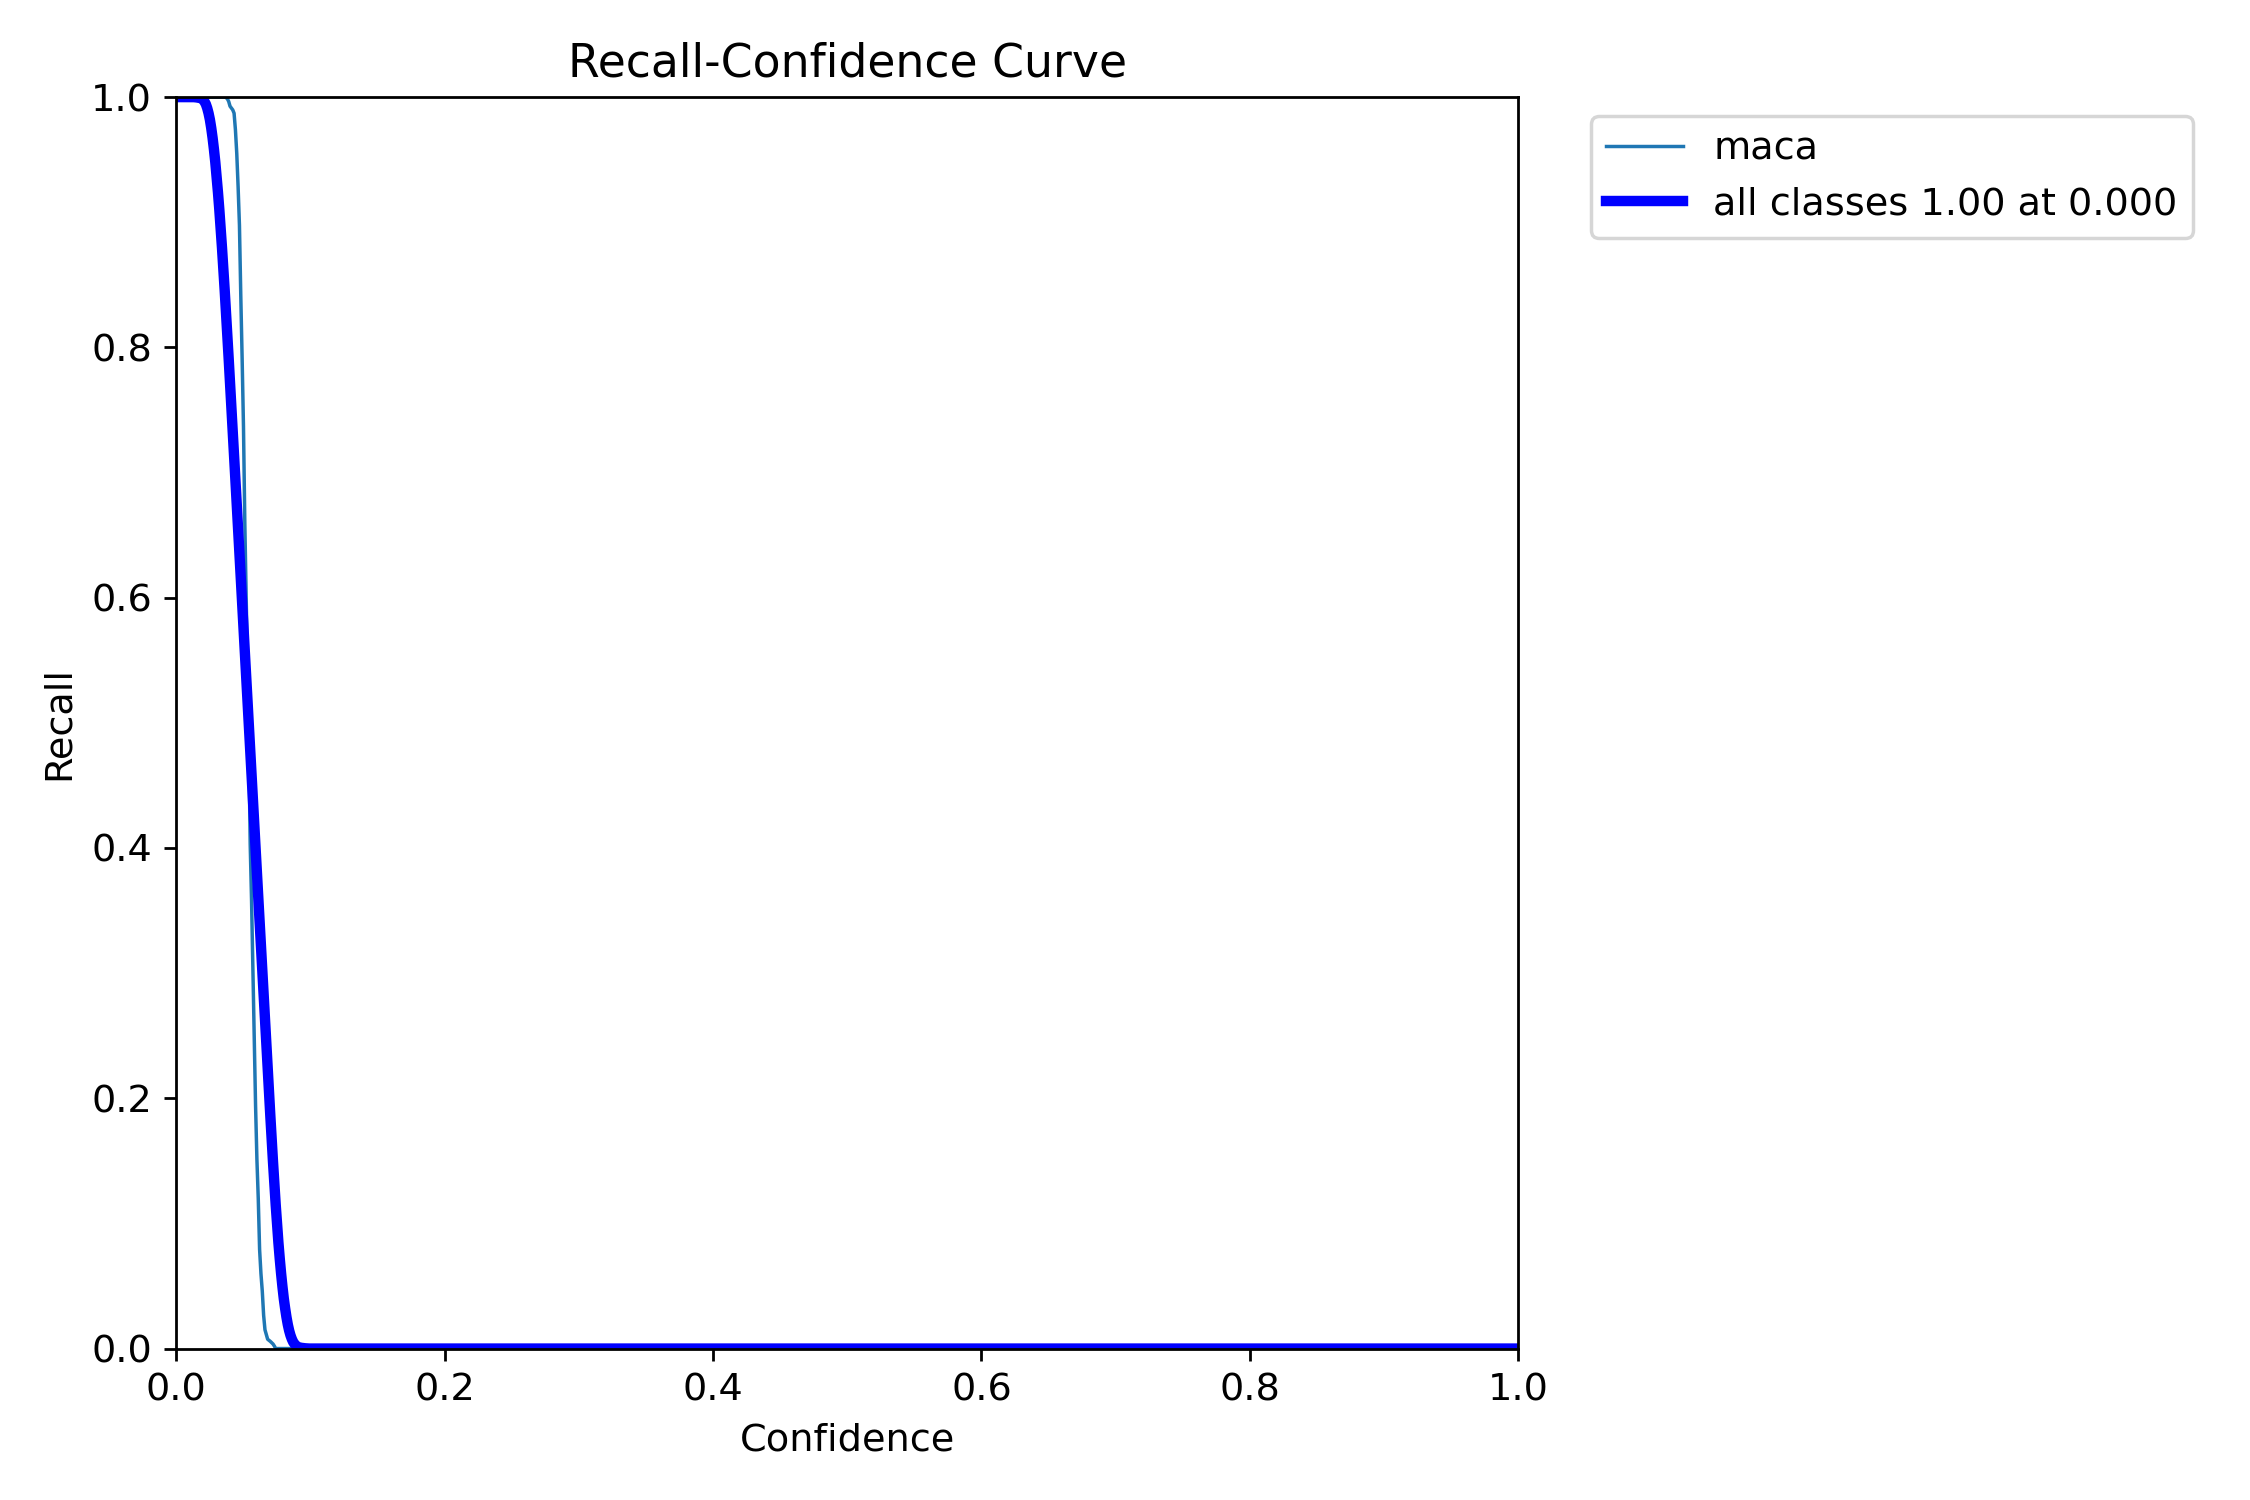 Recall-Confidence Curve
1.0
0.8
0.6
0.4
0.2
0.0
Recall
0.0 0.2 0.4 0.6 0.8 1.0
Confidence
maca
all classes 1.00 at 0.000